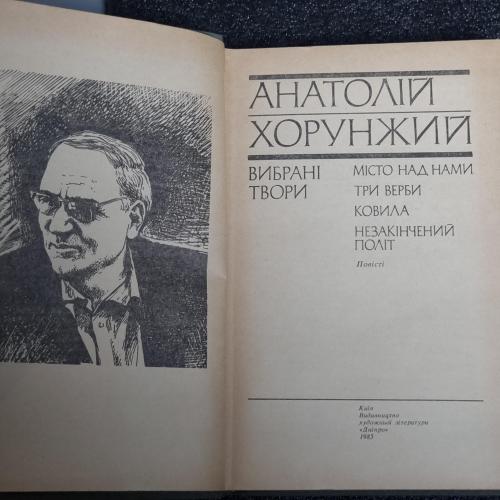 АНАТОЛІЙ
ХОРУНЖИЙ
ВИБРАНІ
ТВОРИ
МІСТО НАД НАМИ
ТРИ ВЕРБИ
КОВИЛА
НЕЗАКІНЧЕНИЙ
ПОЛІТ
Повісті
Київ
Видавництво
художньої літератури
«Дніпро»
1985